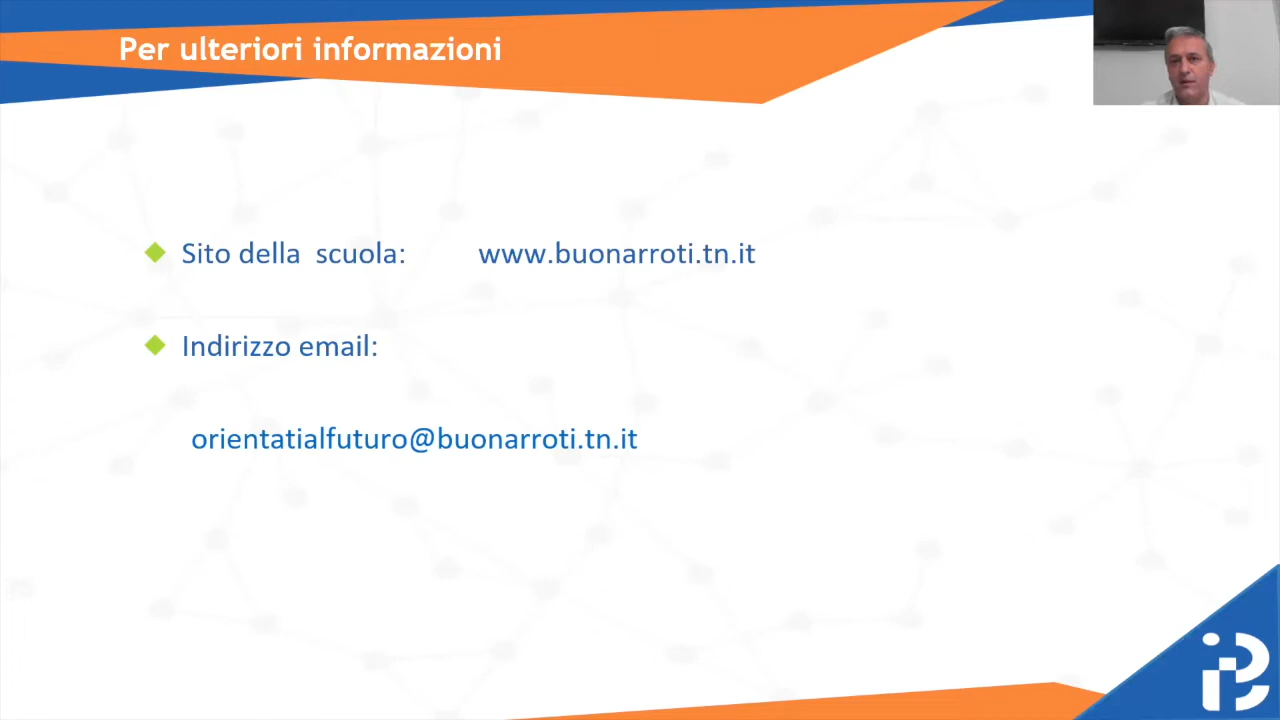 Per ulteriori informazioni
Sito della scuola: www.buonarroti.tn.it
Indirizzo email:
orientatialfuturo@buonarroti.tn.it